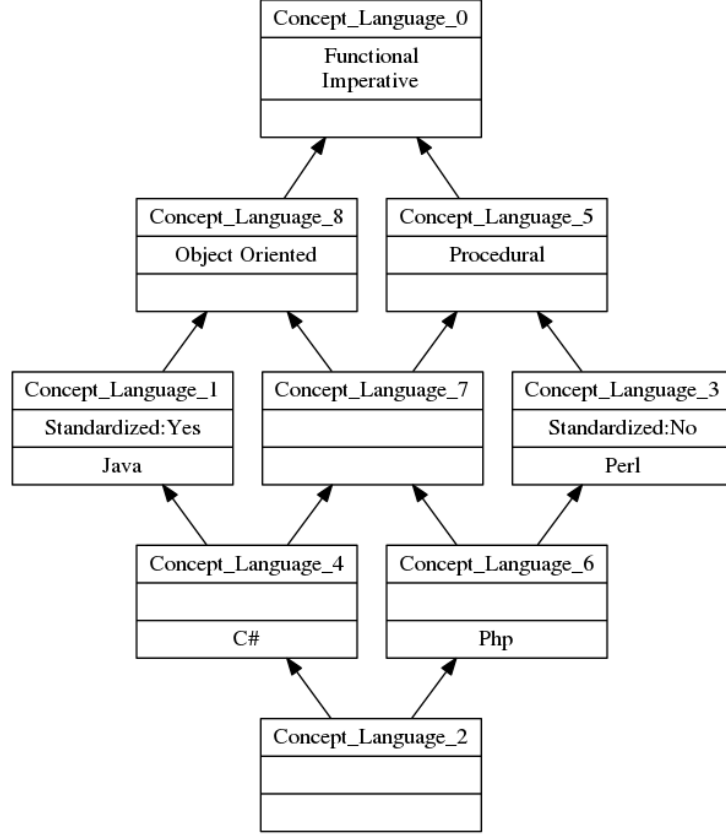 Concept_Language_0
Functional
Imperative
Concept_Language_8
Object Oriented
Concept_Language_5
Procedural
Concept_Language_1
Standardized:Yes
Java
Concept_Language_7
Concept_Language_3
Standardized:No
Perl
Concept_Language_4
C#
Concept_Language_6
Php
Concept_Language_2